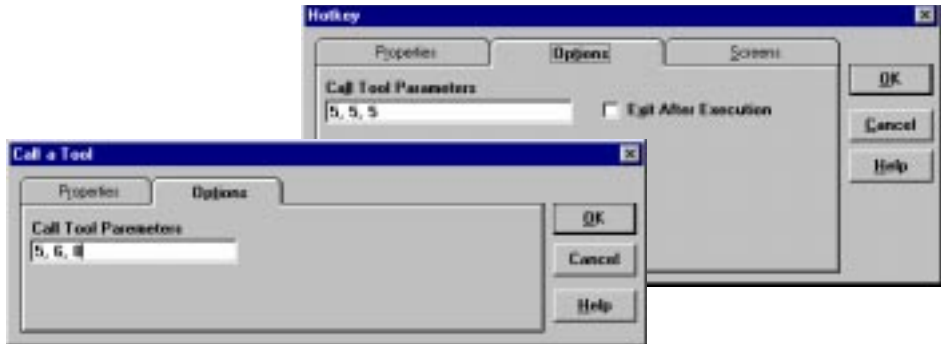 Hotkey
Properties Options Screens
Call Tool Parameters
5, 5, 5
Exit After Execution
OK
Cancel
Help
Call a Tool
Properties Options
Call Tool Parameters
5, 6, 8
OK
Cancel
Help